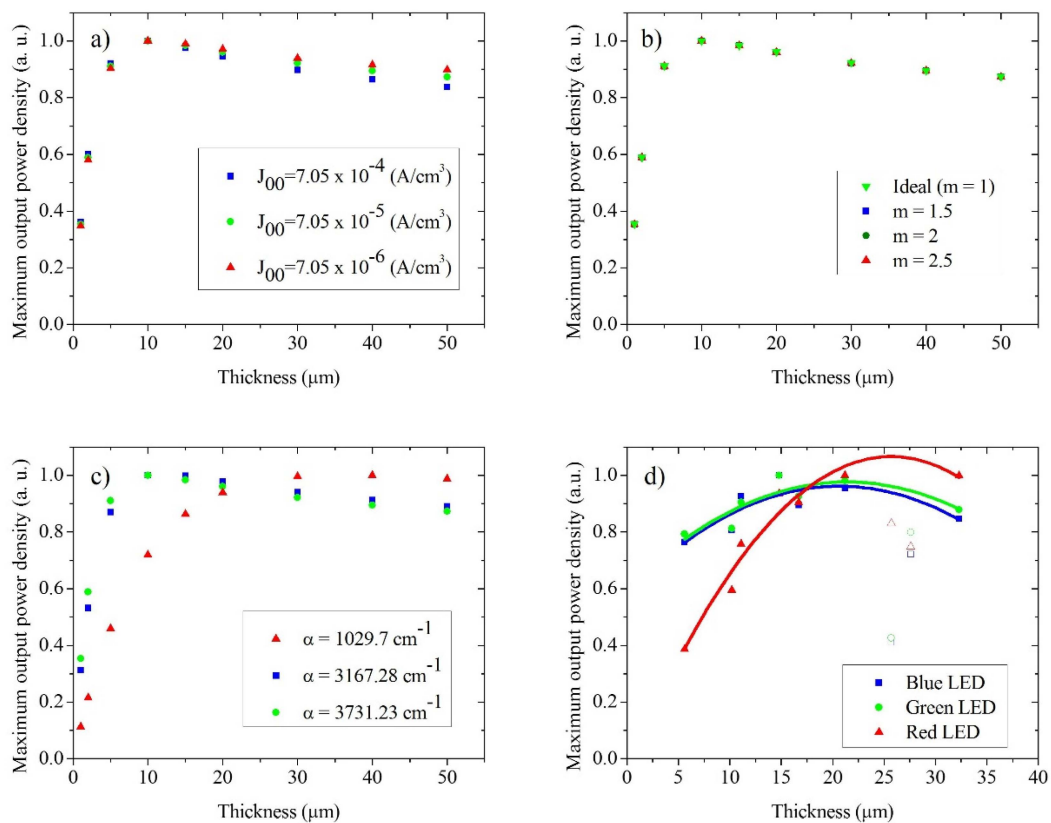 a)
Maximum output power density (a. u.)
1.0
0.8
0.6
0.4
0.2
0.0
J00=7.05 x 10-4 (A/cm3)
J00=7.05 x 10-5 (A/cm3)
J00=7.05 x 10-6 (A/cm3)
0 10 20 30 40 50
Thickness (μm)
b)
Maximum output power density (a. u.)
1.0
0.8
0.6
0.4
0.2
0.0
Ideal (m = 1)
m = 1.5
m = 2
m = 2.5
0 10 20 30 40 50
Thickness (μm)
c)
Maximum output power density (a. u.)
1.0
0.8
0.6
0.4
0.2
0.0
α = 1029.7 cm-1
α = 3167.28 cm-1
α = 3731.23 cm-1
0 10 20 30 40 50
Thickness (μm)
d)
Maximum output power density (a. u.)
1.0
0.8
0.6
0.4
0.2
0.0
Blue LED
Green LED
Red LED
0 5 10 15 20 25 30 35 40
Thickness (μm)